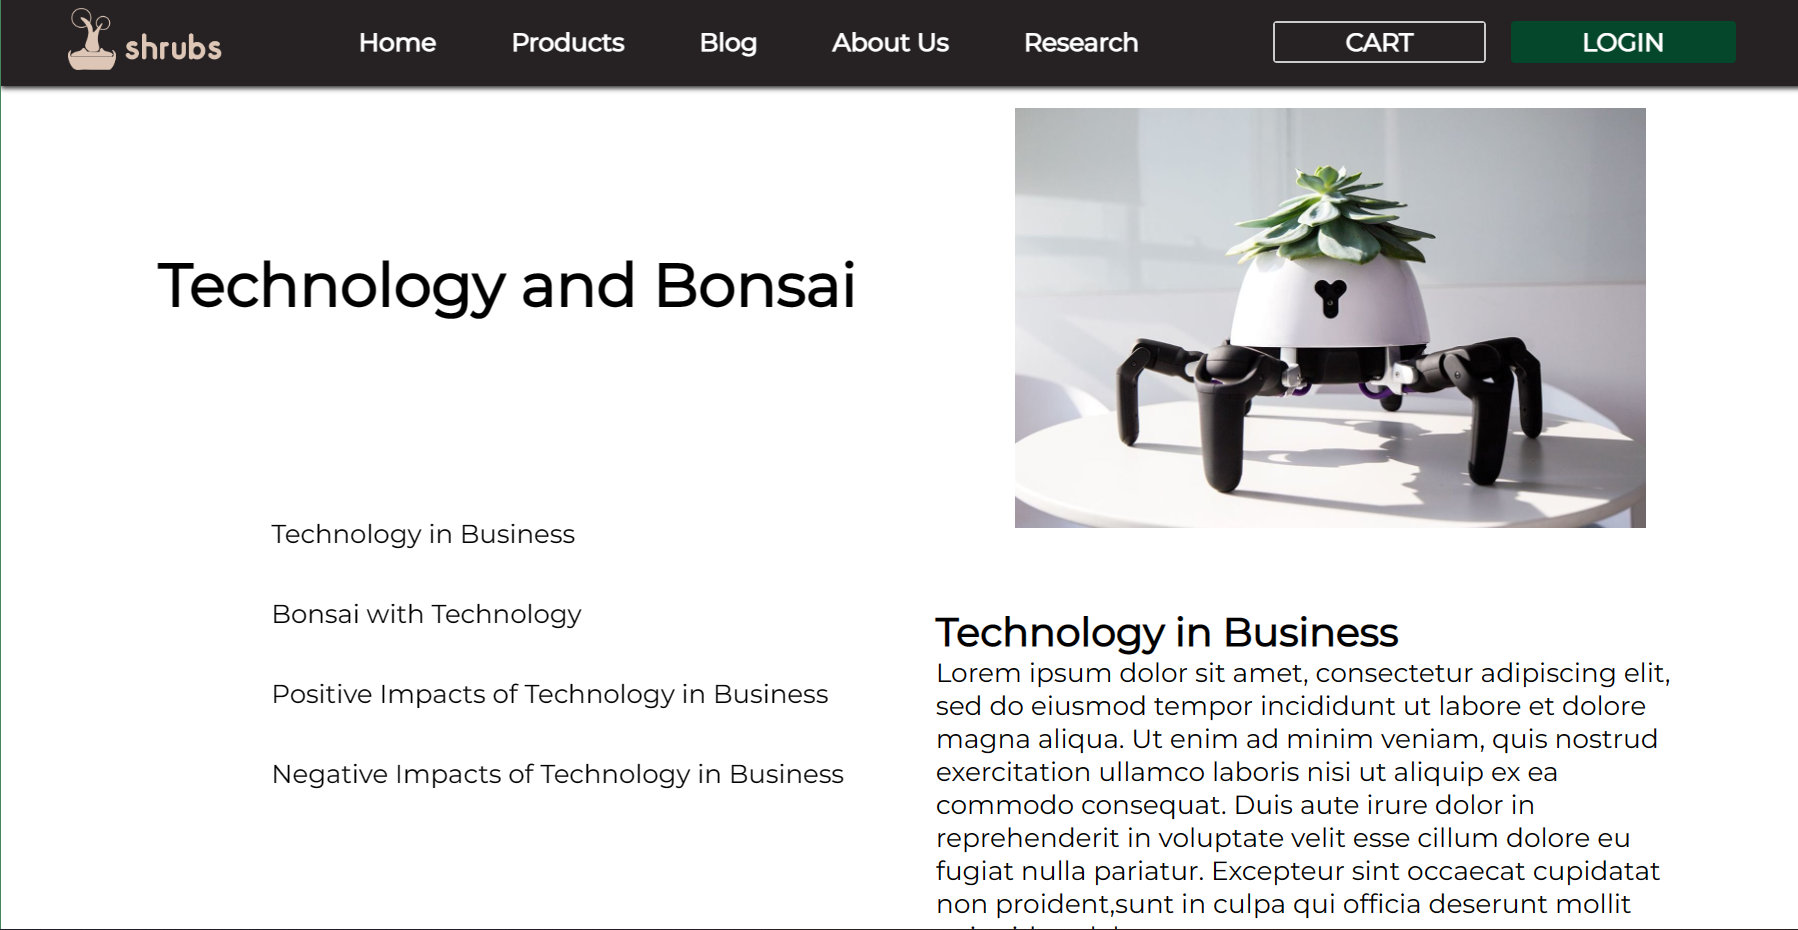 shrubs
Home
Products
Blog
About Us
Research
CART
LOGIN
Technology and Bonsai
Technology in Business
Bonsai with Technology
Positive Impacts of Technology in Business
Negative Impacts of Technology in Business
Technology in Business
Lorem ipsum dolor sit amet, consectetur adipiscing elit,
sed do eiusmod tempor incididunt ut labore et dolore
magna aliqua. Ut enim ad minim veniam, quis nostrud
exercitation ullamco laboris nisi ut aliquip ex ea
commodo consequat. Duis aute irure dolor in
reprehenderit in voluptate velit esse cillum dolore eu
fugiat nulla pariatur. Excepteur sint occaecat cupidatat
non proident,sunt in culpa qui officia deserunt mollit